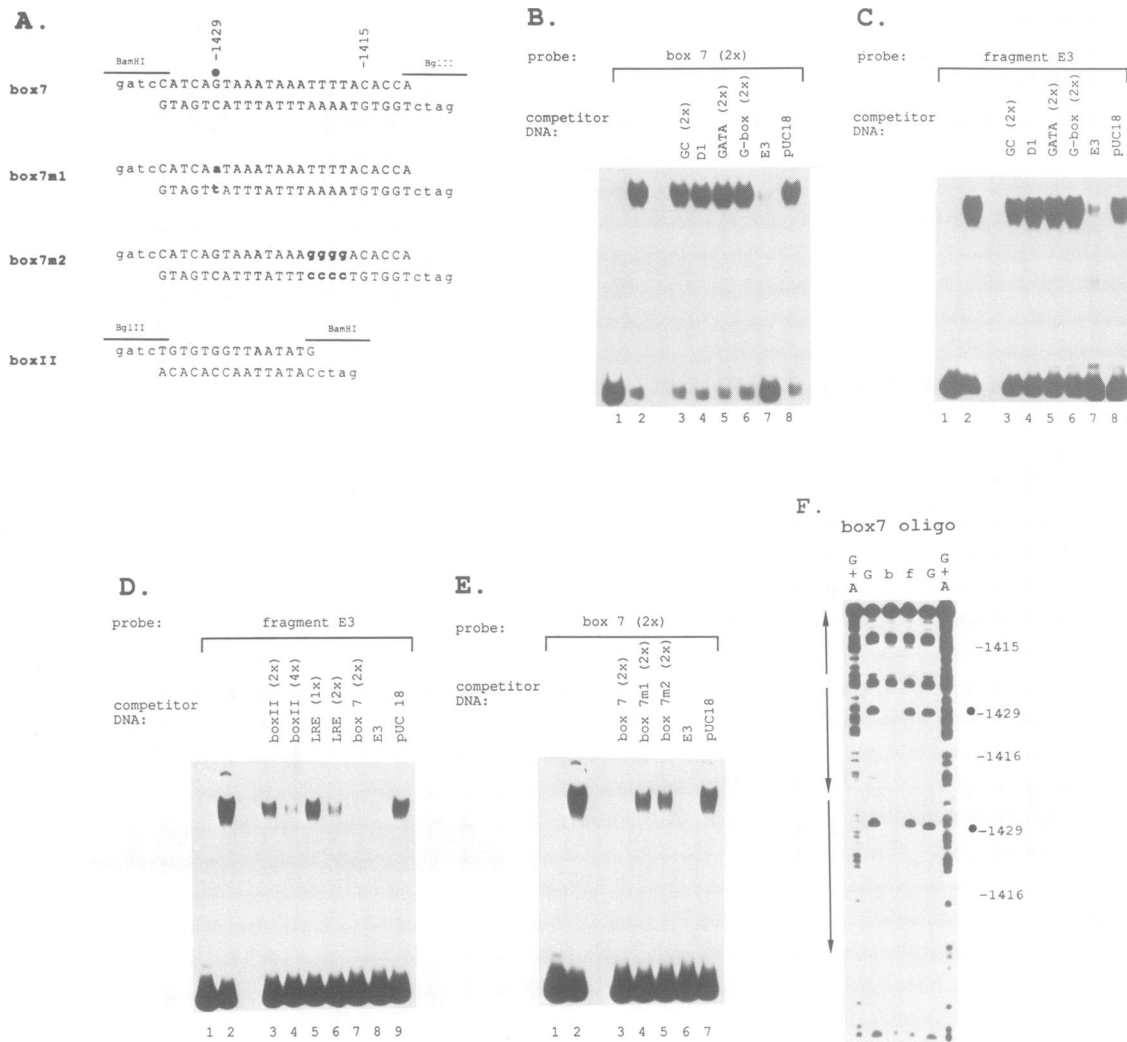 A.
-1429
-1415
BamHI
BglII
box7
gatcCATCAGTAAATAAATTTTACACCA
GTAGTCATTTATTTAAAATGTGGTctag
box7m1
gatcCATCAaTAAATAAATTTTACACCA
GTAGTtATTTATTTAAAATGTGGTctag
box7m2
gatcCATCAGTAAATAAAggggACACCA
GTAGTCATTTATTTccccTGTGGTctag
BglII
BamHI
boxII
gatcTGTGTGGTTAATATG
ACACACCAATTATACctag
B.
probe:
box 7 (2x)
competitor
DNA:
GC (2x)
D1
GATA (2x)
G-box (2x)
E3
pUC18
1 2 3 4 5 6 7 8
C.
probe:
fragment E3
competitor
DNA:
GC (2x)
D1
GATA (2x)
G-box (2x)
E3
pUC18
1 2 3 4 5 6 7 8
D.
probe:
fragment E3
competitor
DNA:
boxII (2x)
boxII (4x)
LRE (1x)
LRE (2x)
box 7 (2x)
E3
pUC 18
1 2 3 4 5 6 7 8 9
E.
probe:
box 7 (2x)
competitor
DNA:
box 7 (2x)
box 7m1 (2x)
box 7m2 (2x)
E3
pUC18
1 2 3 4 5 6 7
F.
box7 oligo
G+A G b f G G+A
-1415
-1429
-1416
-1429
-1416